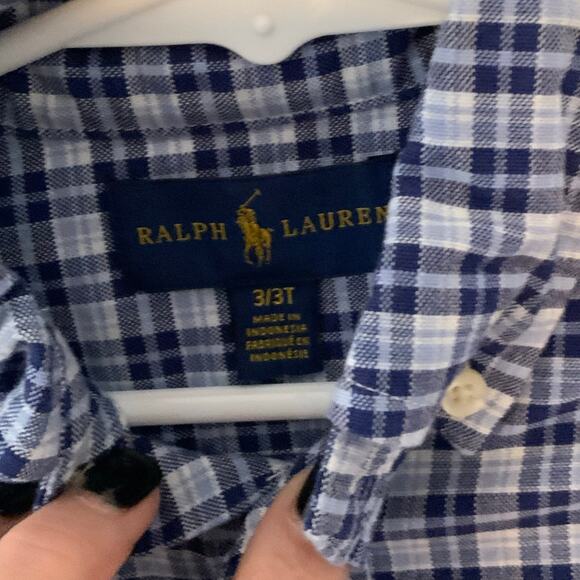 RALPH LAUREN
3/3T
MADE IN
INDONESIA
FABRIQUÉ EN
INDONÉSIE